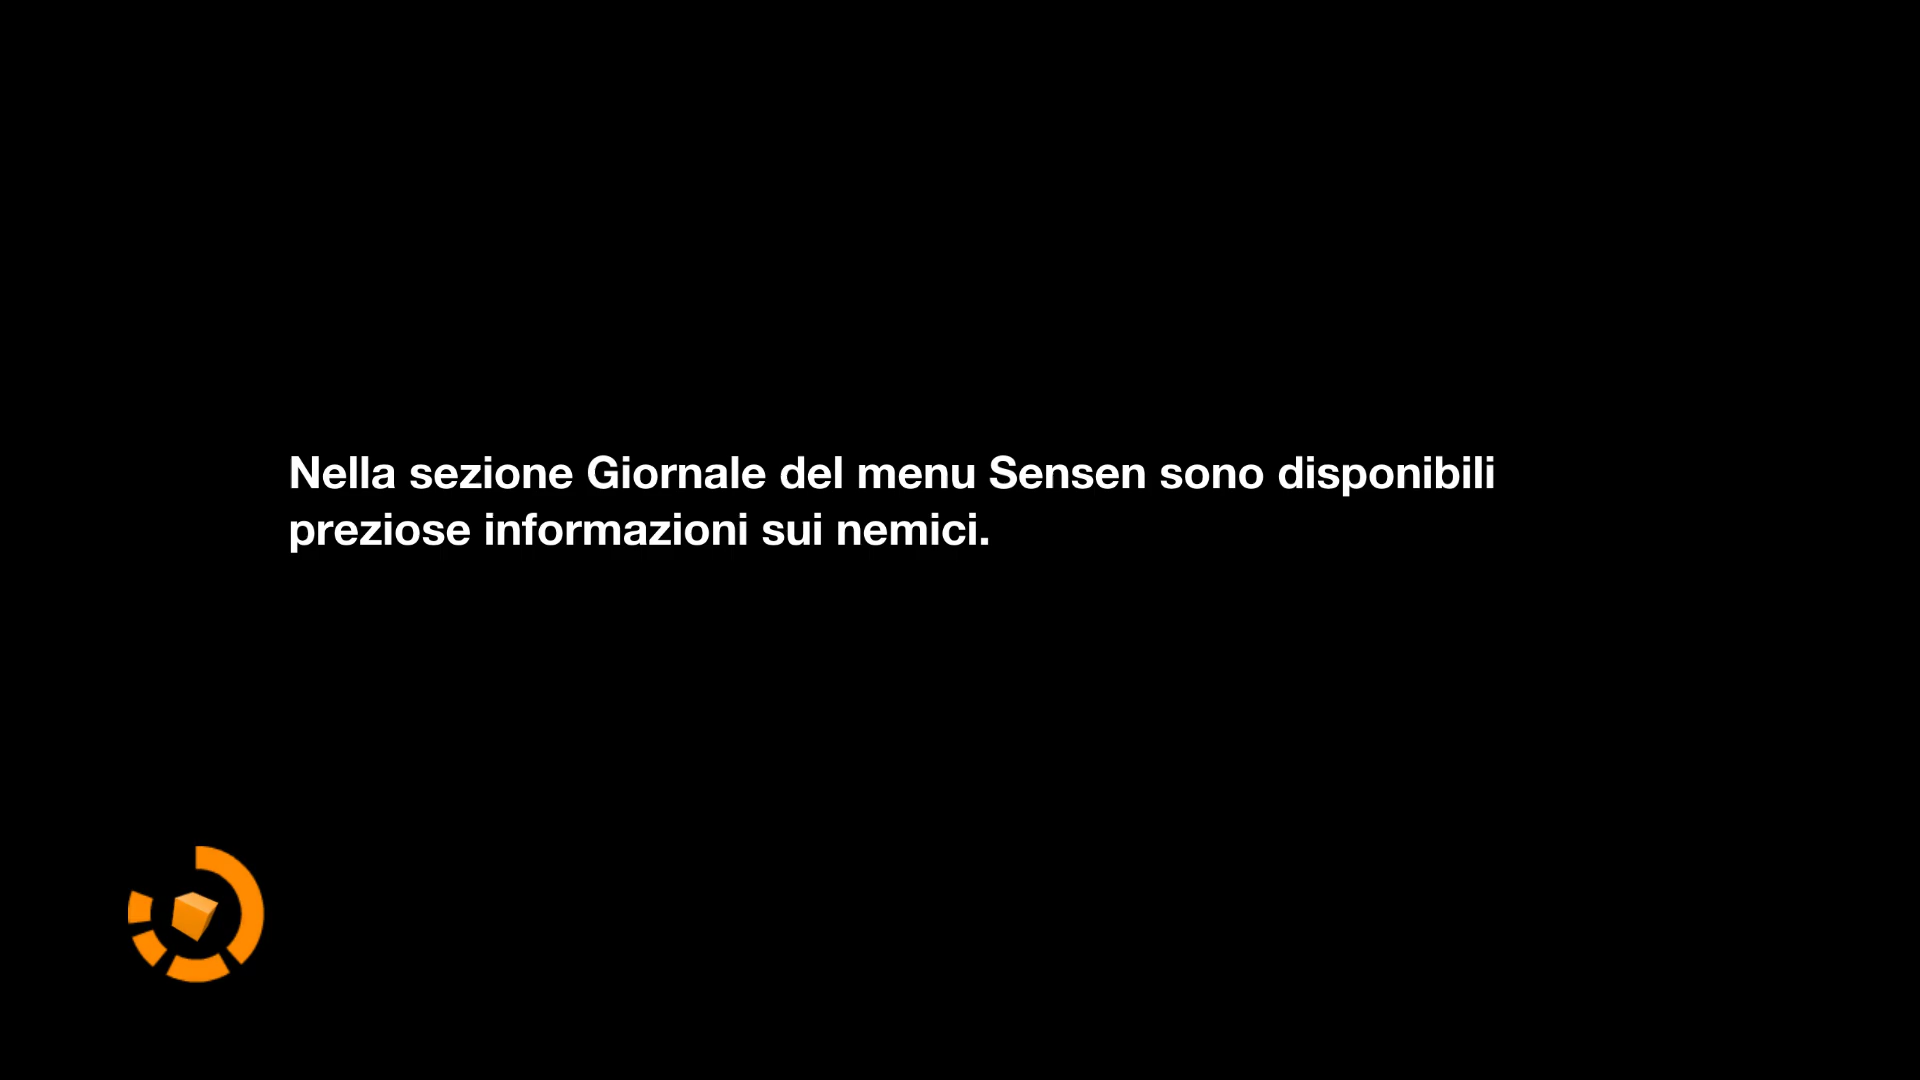 Nella sezione Giornale del menu Sensen sono disponibili
preziose informazioni sui nemici.